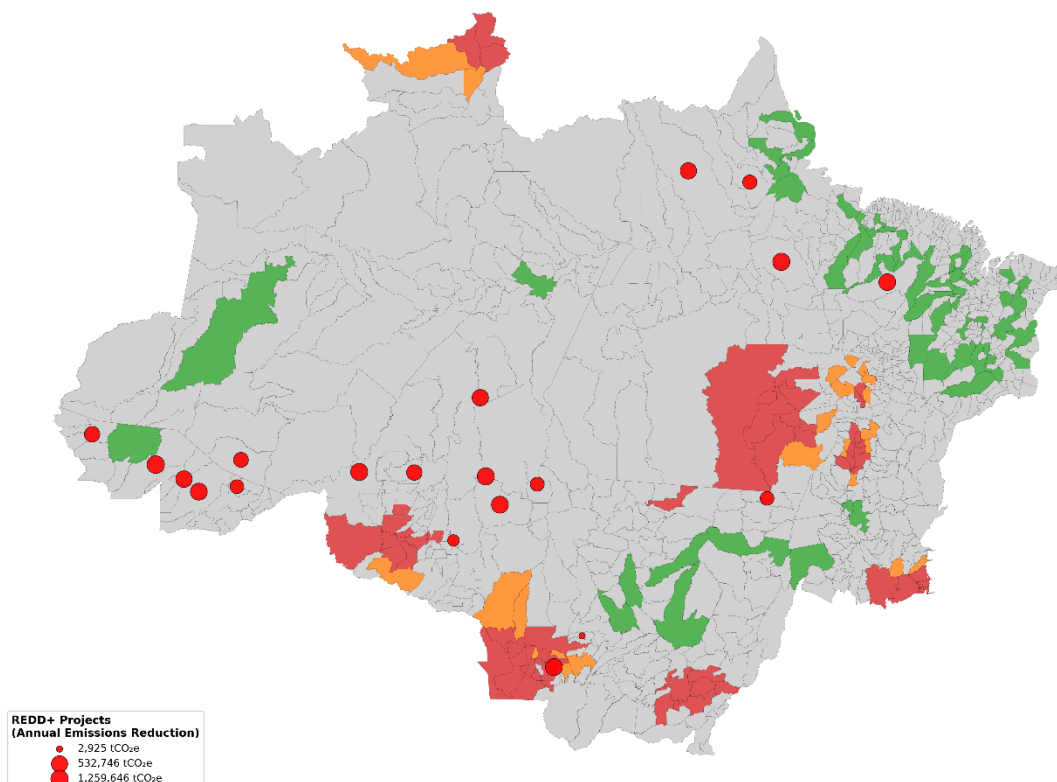 REDD+ Projects
(Annual Emissions Reduction)
2,925 tCO₂e
532,746 tCO₂e
1,259,646 tCO₂e